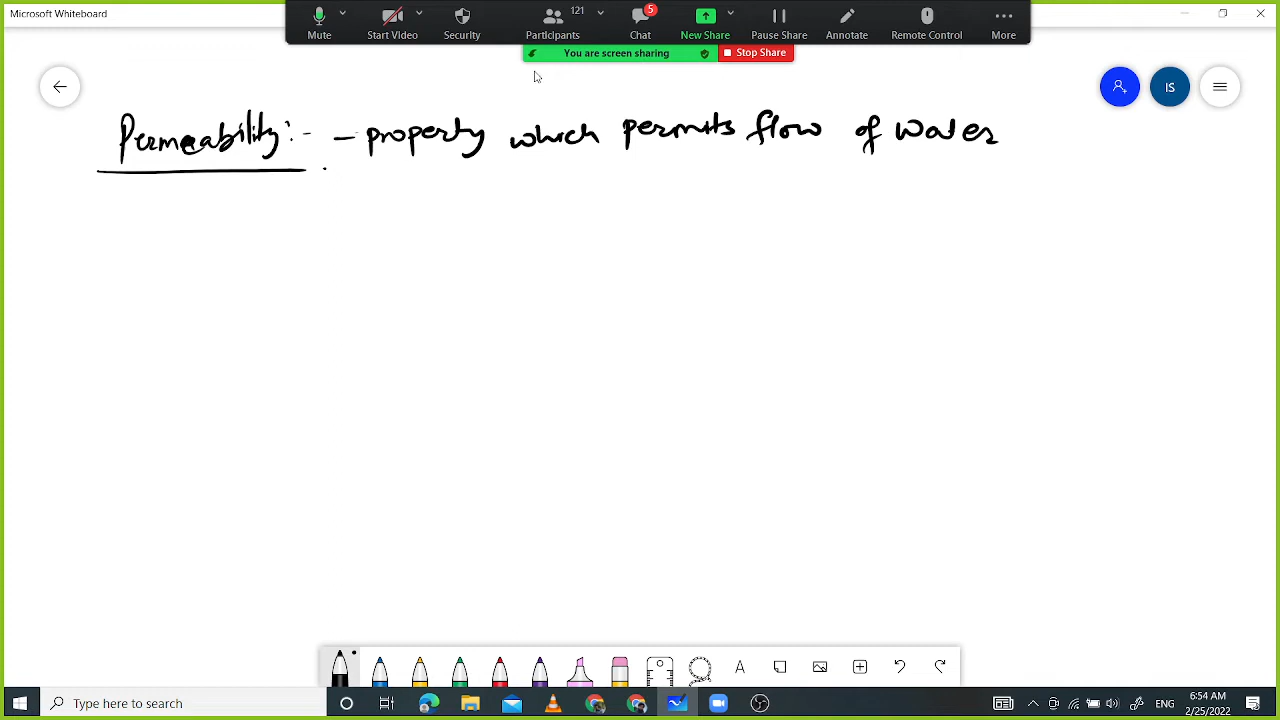 Microsoft Whiteboard
Mute
Start Video
Security
121
Participants
5
Chat
New Share
Pause Share
Annotate
Remote Control
More
You are screen sharing
Stop Share
IS
Permeability:- - property which permits flow of water
A
Type here to search
ENG
6:54 AM
2/25/2022